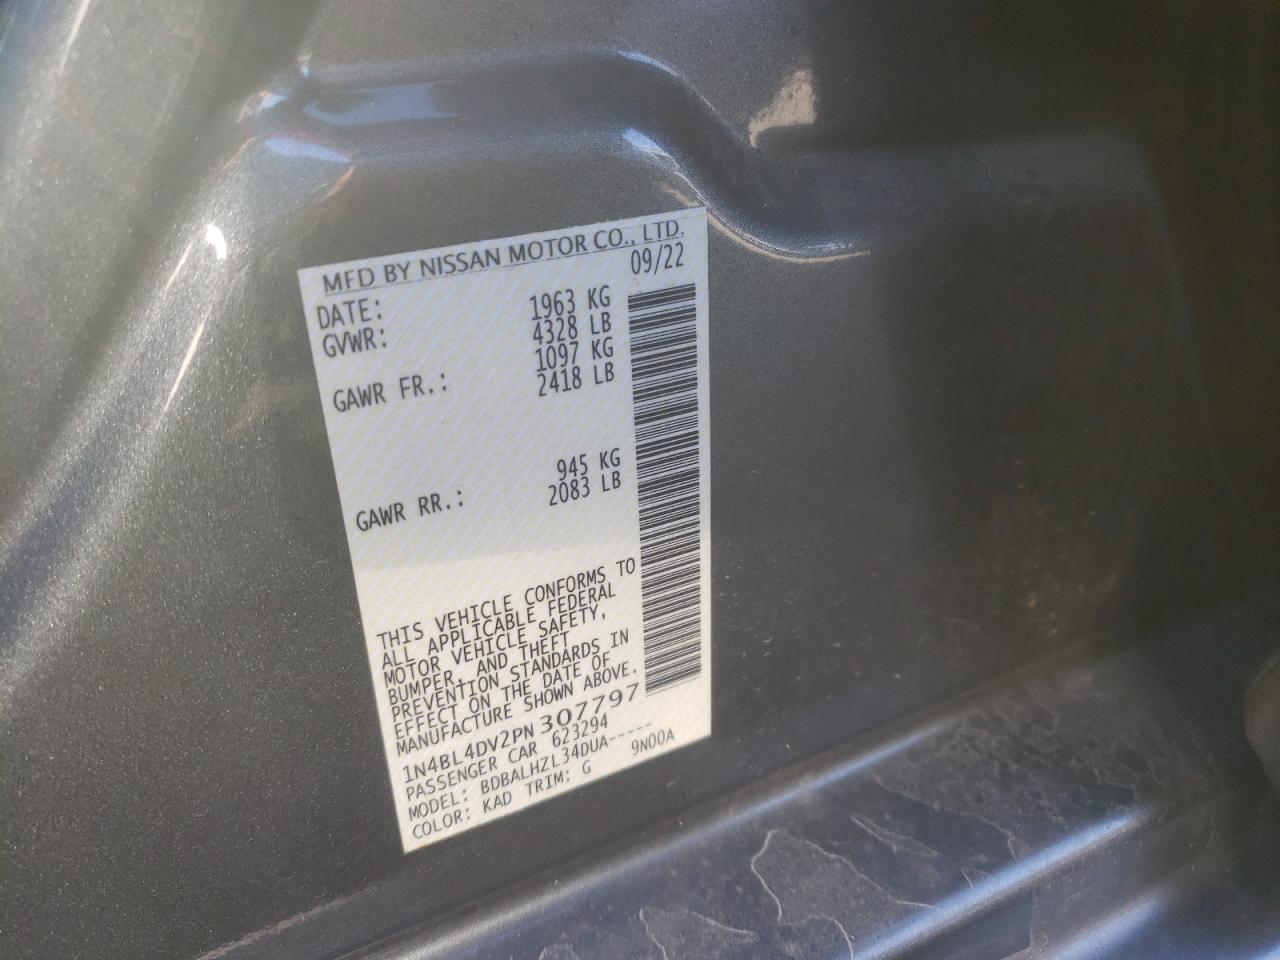 MFD BY NISSAN MOTOR CO., LTD.
DATE: 09/22
GVWR: 1963 KG
4328 LB
GAWR FR.: 1097 KG
2418 LB
GAWR RR.: 945 KG
2083 LB
THIS VEHICLE CONFORMS TO
ALL APPLICABLE FEDERAL
MOTOR VEHICLE SAFETY,
BUMPER, AND THEFT
PREVENTION STANDARDS IN
EFFECT ON THE DATE OF
MANUFACTURE SHOWN ABOVE.
1N4BL4DV2PN307797
PASSENGER CAR 623294
MODEL: BDBALHZL34DUA-----
COLOR: KAD TRIM: G 9N00A